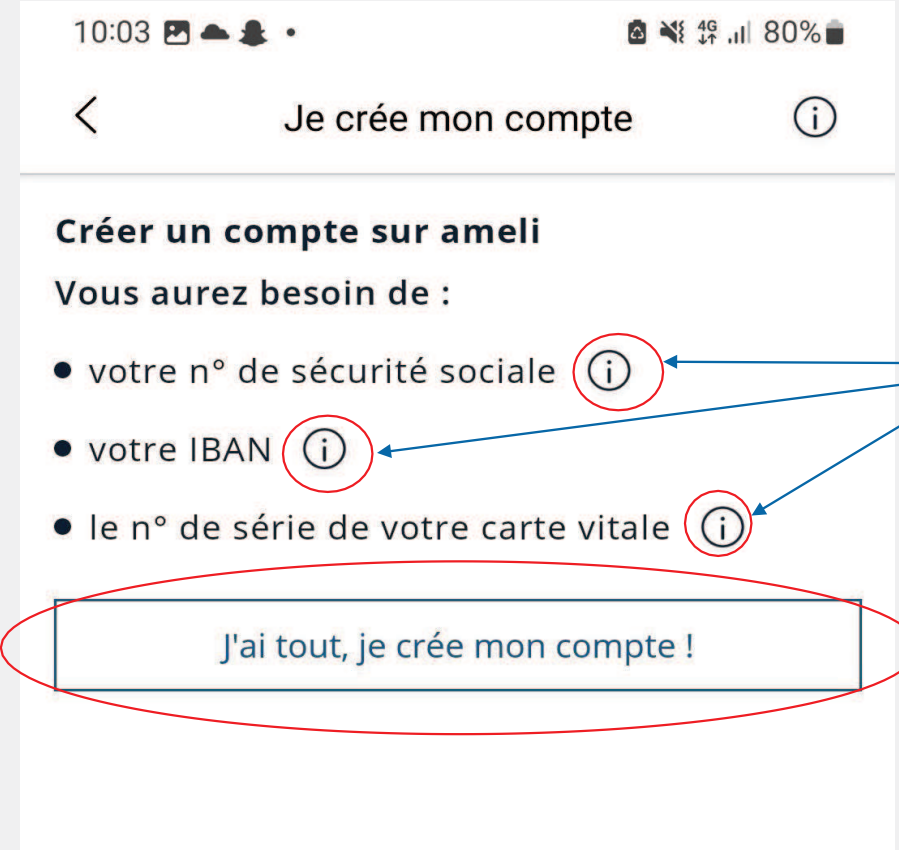 10:03 4G 80%
Je crée mon compte
Créer un compte sur ameli
Vous aurez besoin de :
• votre n° de sécurité sociale
• votre IBAN
• le n° de série de votre carte vitale
J'ai tout, je crée mon compte !